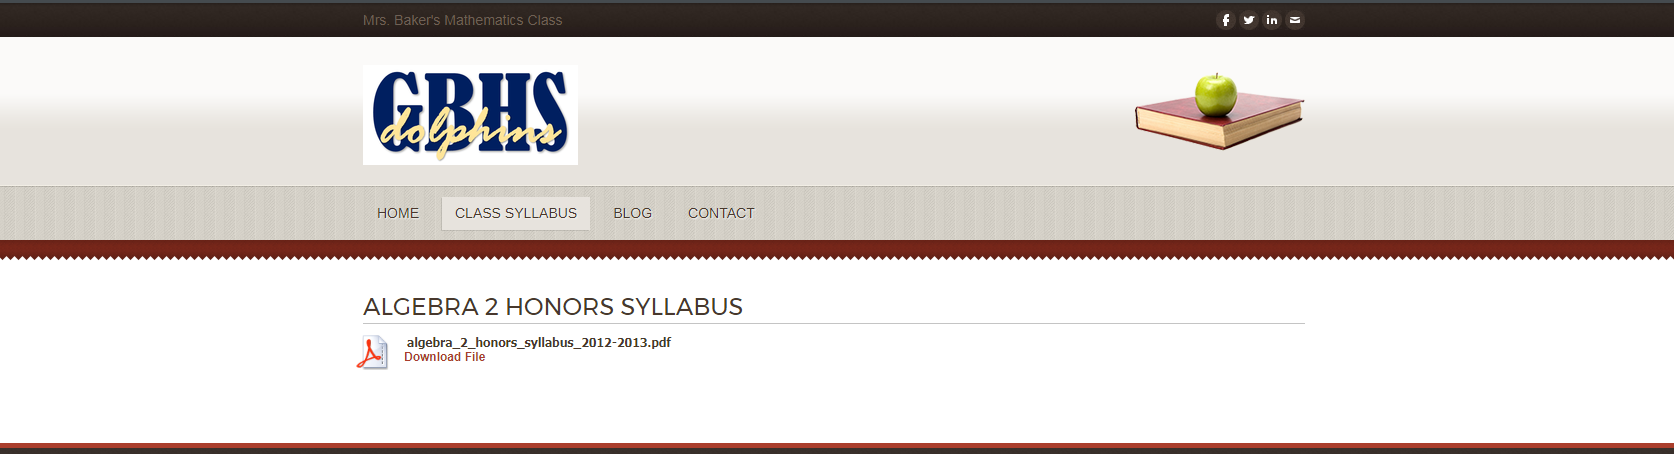 Mrs. Baker's Mathematics Class
GBHS
dolphins
HOME CLASS SYLLABUS BLOG CONTACT
ALGEBRA 2 HONORS SYLLABUS
algebra_2_honors_syllabus_2012-2013.pdf
Download File